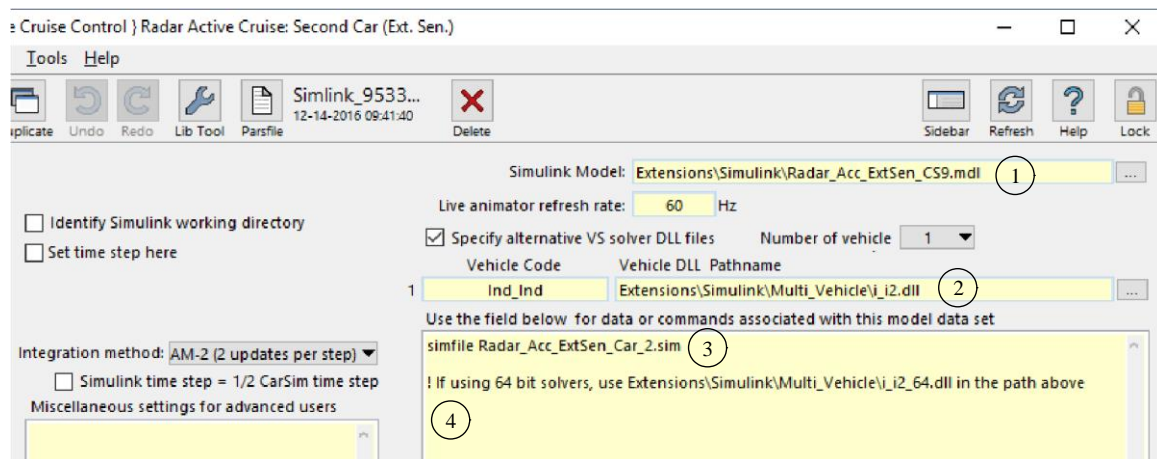 e Cruise Control } Radar Active Cruise: Second Car (Ext. Sen.)
Tools Help
Simlink_9533...
12-14-2016 09:41:40
uplicate Undo Redo Lib Tool Parsfile Delete Sidebar Refresh Help Lock
Simulink Model: Extensions\Simulink\Radar_Acc_ExtSen_CS9.mdl 1 ...
Live animator refresh rate: 60 Hz
Identify Simulink working directory
Specify alternative VS solver DLL files Number of vehicle 1
Set time step here
Vehicle Code Vehicle DLL Pathname
1 Ind_Ind Extensions\Simulink\Multi_Vehicle\i_i2.dll 2 ...
Use the field below for data or commands associated with this model data set
simfile Radar_Acc_ExtSen_Car_2.sim 3
Integration method: AM-2 (2 updates per step)
Simulink time step = 1/2 CarSim time step
! If using 64 bit solvers, use Extensions\Simulink\Multi_Vehicle\i_i2_64.dll in the path above
Miscellaneous settings for advanced users
4